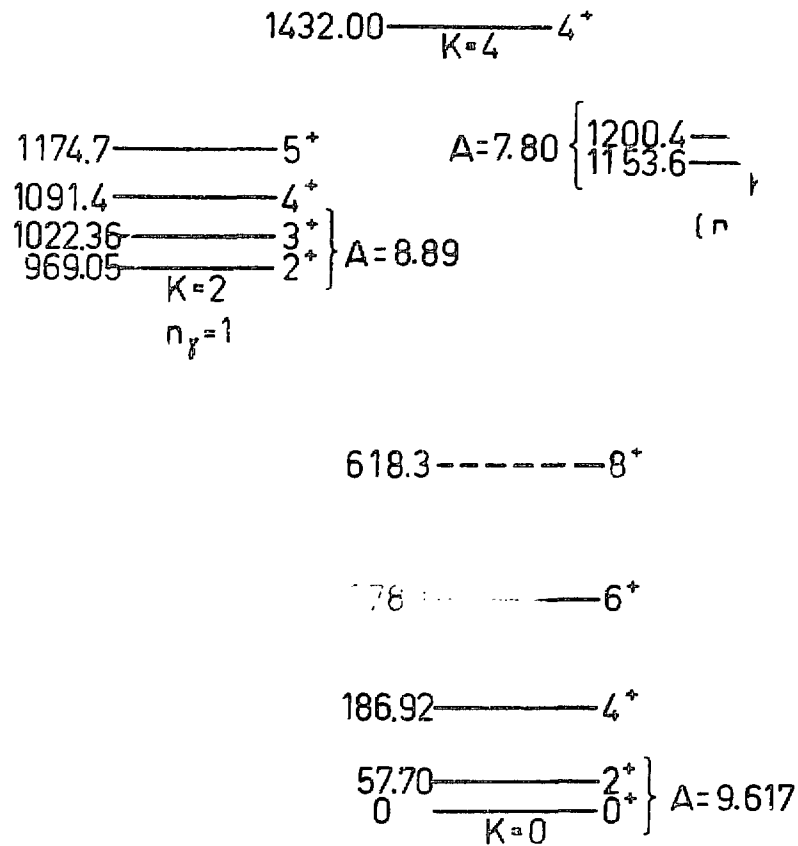 1432.00 4+
K=4
1174.7 5+
A=7.80 { 1200.4
1153.6
1091.4 4+
1022.36 3+
969.05 2+ } A=8.89
K=2
nγ=1
(n
618.3 8+
78 6+
186.92 4+
57.70 2+
0 0+ } A=9.617
K=0